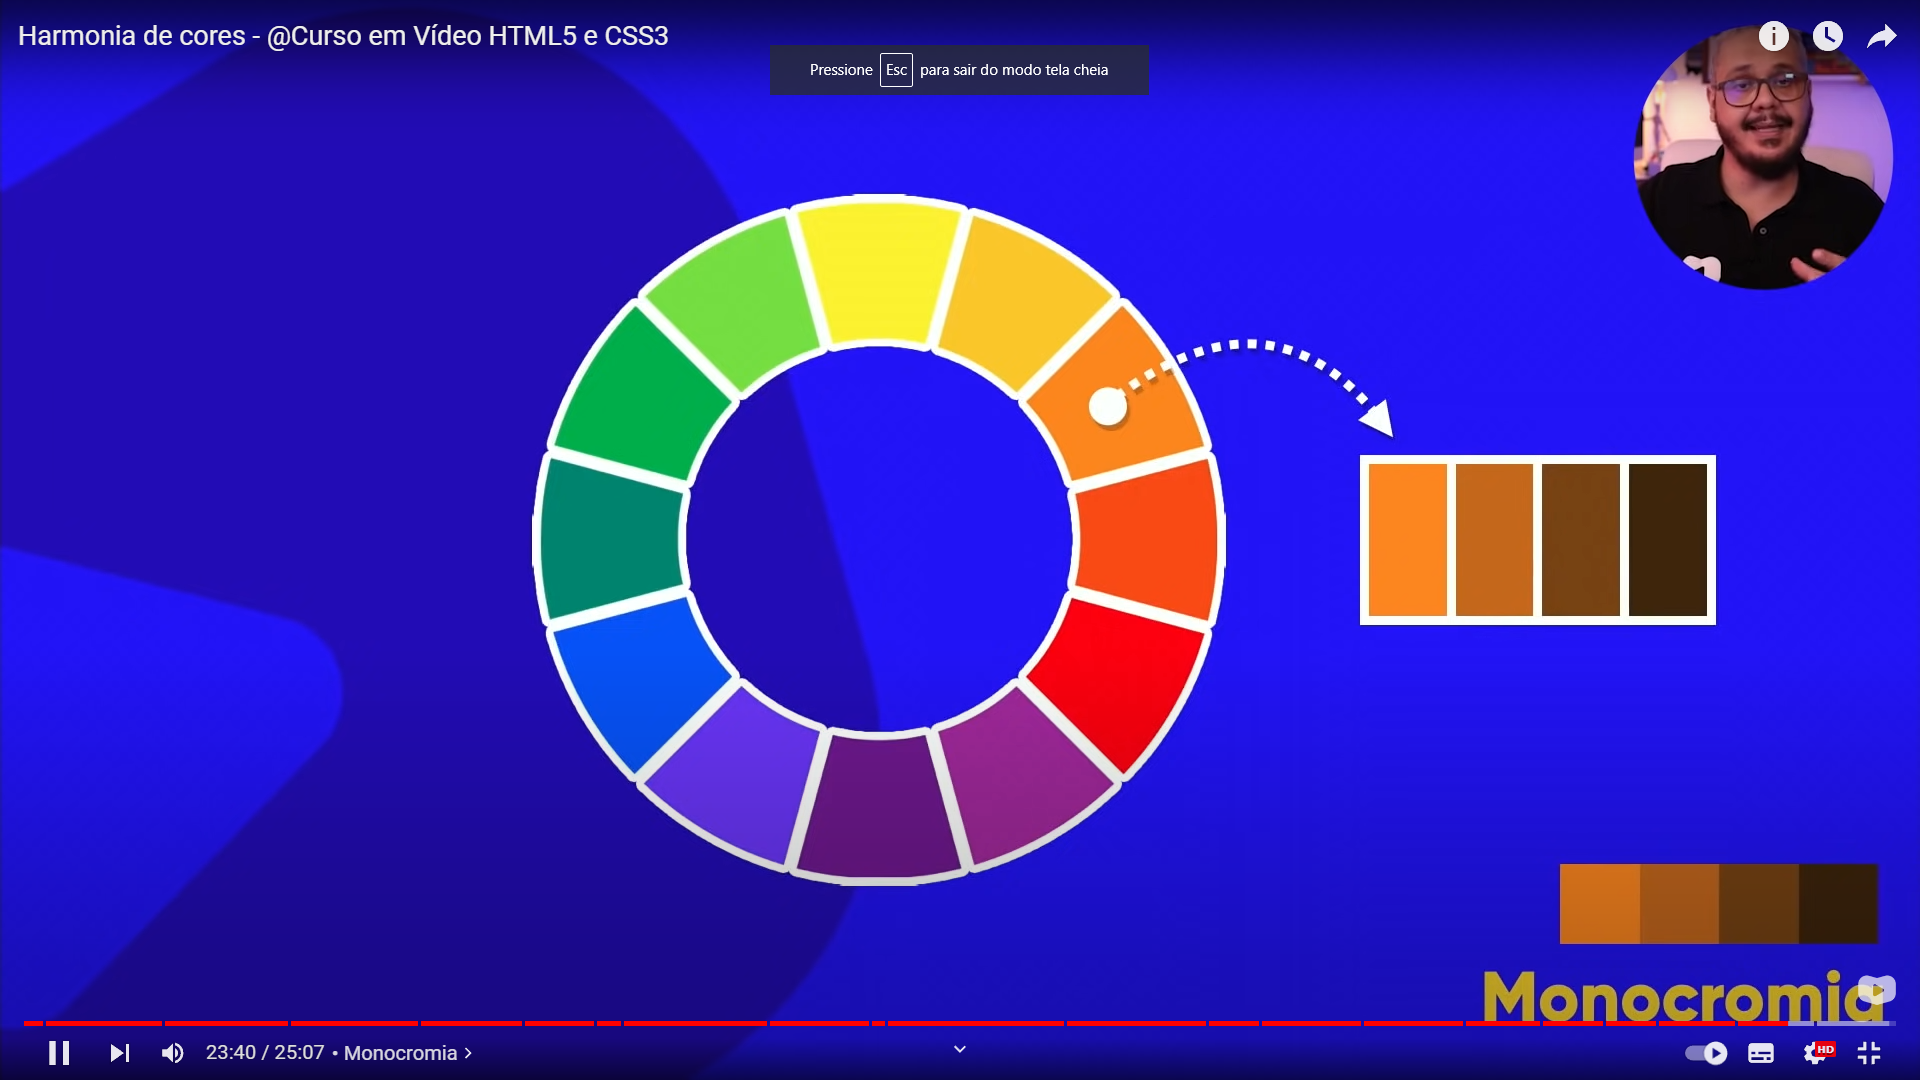 Harmonia de cores - @Curso em Vídeo HTML5 e CSS3
Pressione Esc para sair do modo tela cheia
Monocromia
23:40 / 25:07 • Monocromia
HD